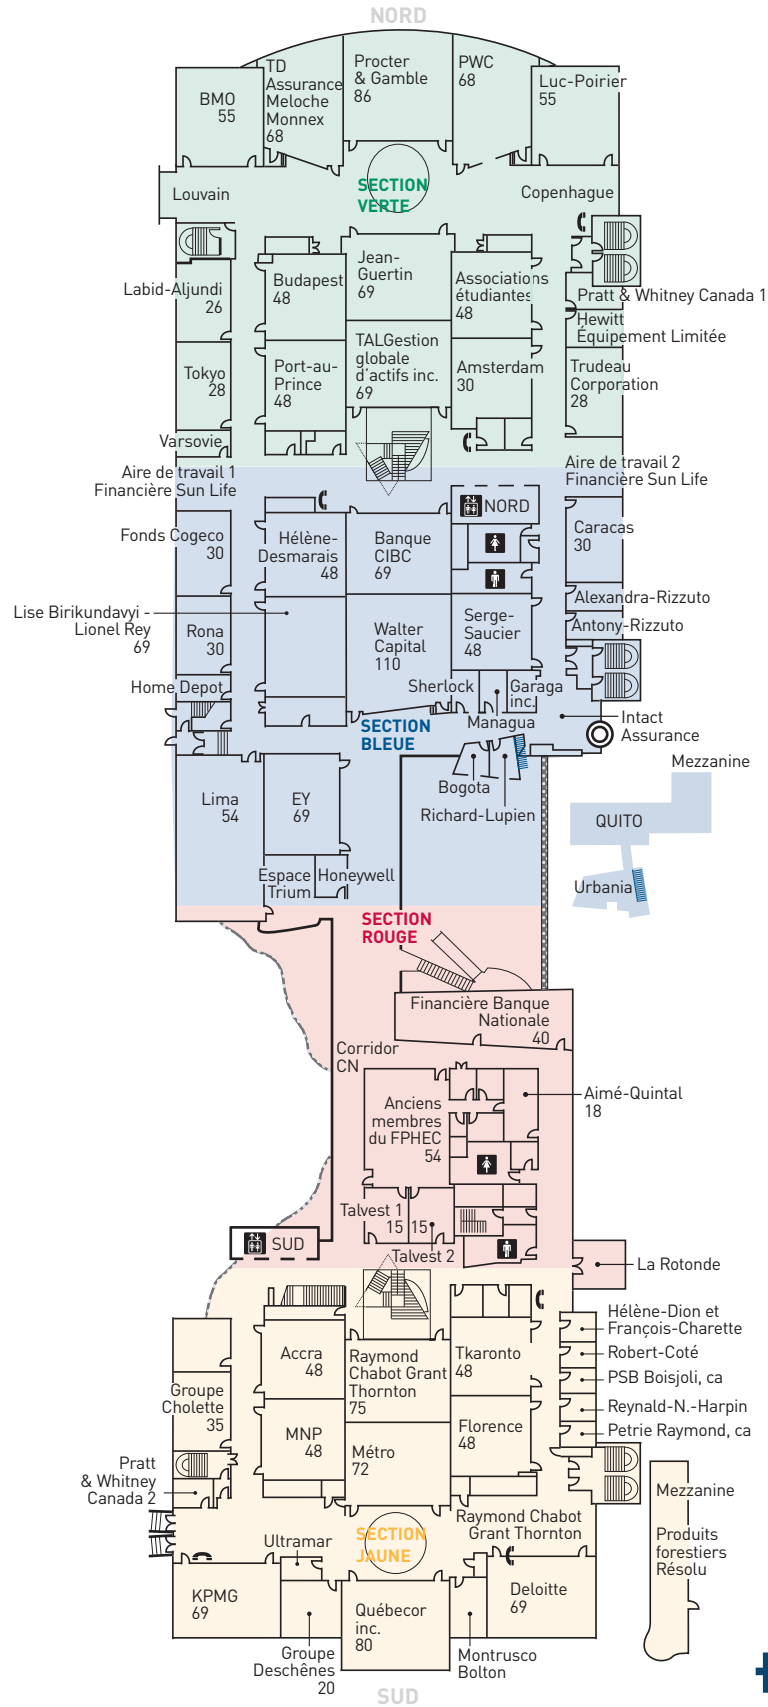 NORD
TD
Assurance
Meloche
Monnex
68
Procter
& Gamble
86
PWC
68
BMO
55
Luc-Poirier
55
Louvain
SECTION
VERTE
Copenhague
Labid-Aljundi
26
Budapest
48
Jean-
Guertin
69
Associations
étudiantes
48
Pratt & Whitney Canada 1
Hewitt
Équipement Limitée
Tokyo
28
Port-au-
Prince
48
TALGestion
globale
d'actifs inc.
69
Amsterdam
30
Trudeau
Corporation
28
Varsovie
Aire de travail 1
Financière Sun Life
Aire de travail 2
Financière Sun Life
NORD
Fonds Cogeco
30
Hélène-
Desmarais
48
Banque
CIBC
69
Caracas
30
Lise Birikundavyi -
Lionel Rey
69
Rona
30
Walter
Capital
110
Serge-
Saucier
48
Alexandra-Rizzuto
Antony-Rizzuto
Home Depot
Sherlock
Garaga
inc.
Managua
SECTION
BLEUE
Intact
Assurance
Mezzanine
Bogota
Richard-Lupien
Lima
54
EY
69
QUITO
Espace
Trium
Honeywell
Urbania
SECTION
ROUGE
Financière Banque
Nationale
40
Corridor
CN
Anciens
membres
du FPHEC
54
Aimé-Quintal
18
Talvest 1
15
15
Talvest 2
SUD
La Rotonde
Hélène-Dion et
François-Charette
Accra
48
Raymond
Chabot Grant
Thornton
75
Tkaronto
48
Robert-Coté
PSB Boisjoli, ca
Groupe
Cholette
35
Reynald-N.-Harpin
MNP
48
Métro
72
Florence
48
Petrie Raymond, ca
Pratt
& Whitney
Canada 2
Mezzanine
Ultramar
SECTION
JAUNE
Raymond Chabot
Grant Thornton
Produits
forestiers
Résolu
KPMG
69
Québecor
inc.
80
Deloitte
69
Groupe
Deschênes
20
Montrusco
Bolton
SUD